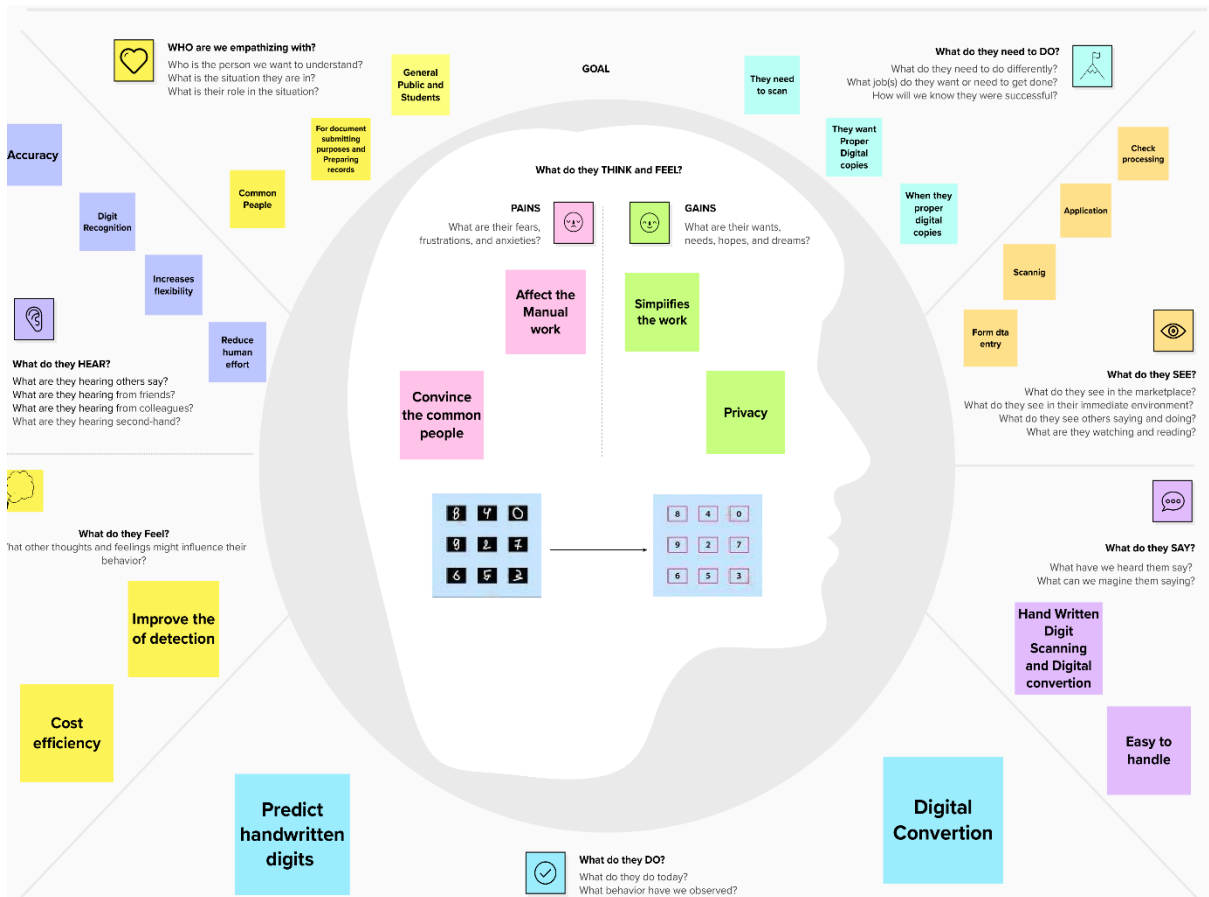 WHO are we empathizing with?
Who is the person we want to understand?
What is the situation they are in?
What is their role in the situation?
General
Public and
Students
For document
submitting
purposes and
Preparing
records
Common
Peaple
GOAL
They need
to scan
They want
Proper
Digital
copies
When they
proper
digital
copies
What do they need to DO?
What do they need to do differently?
What job(s) do they want or need to get done?
How will we know they were successful?
Check
processing
Application
Scannig
Form dta
entry
What do they SEE?
What do they see in the marketplace?
What do they see in their immediate environment?
What do they see others saying and doing?
What are they watching and reading?
Accuracy
Digit
Recognition
Increases
flexibility
Reduce
human
effort
What do they HEAR?
What are they hearing others say?
What are they hearing from friends?
What are they hearing from colleagues?
What are they hearing second-hand?
What do they THINK and FEEL?
PAINS
What are their fears,
frustrations, and anxieties?
GAINS
What are their wants,
needs, hopes, and dreams?
Affect the
Manual
work
Convince
the common
people
Simpiifies
the work
Privacy
8 4 0
9 2 7
6 5 3
8 4 0
9 2 7
6 5 3
What do they Feel?
hat other thoughts and feelings might influence their
behavior?
Improve the
of detection
Cost
efficiency
What do they SAY?
What have we heard them say?
What can we magine them saying?
Hand Written
Digit
Scanning
and Digital
convertion
Easy to
handle
Predict
handwritten
digits
What do they DO?
What do they do today?
What behavior have we observed?
Digital
Convertion